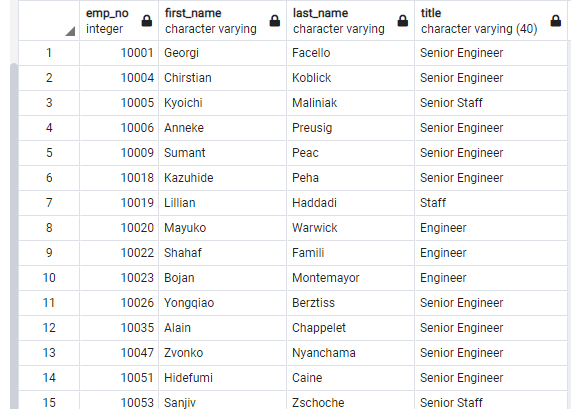 emp_no first_name last_name title
integer character varying character varying character varying (40)
1 10001 Georgi Facello Senior Engineer
2 10004 Chirstian Koblick Senior Engineer
3 10005 Kyoichi Maliniak Senior Staff
4 10006 Anneke Preusig Senior Engineer
5 10009 Sumant Peac Senior Engineer
6 10018 Kazuhide Peha Senior Engineer
7 10019 Lillian Haddadi Staff
8 10020 Mayuko Warwick Engineer
9 10022 Shahaf Famili Engineer
10 10023 Bojan Montemayor Engineer
11 10026 Yongqiao Berztiss Senior Engineer
12 10035 Alain Chappelet Senior Engineer
13 10047 Zvonko Nyanchama Senior Engineer
14 10051 Hidefumi Caine Senior Engineer
15 10053 Sanjiv Zschoche Senior Staff